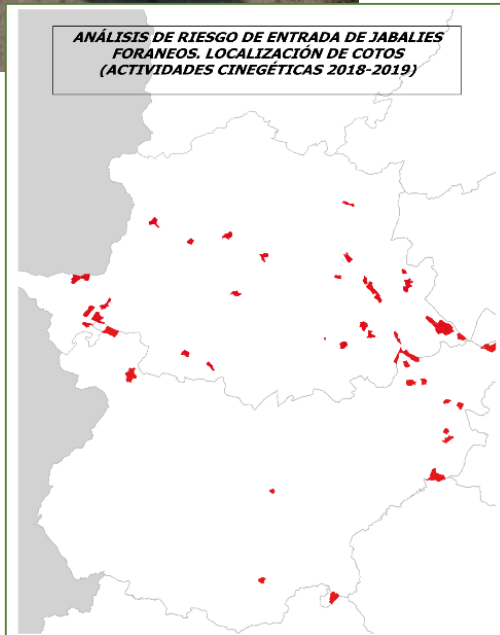 ANÁLISIS DE RIESGO DE ENTRADA DE JABALIES
FORANEOS. LOCALIZACIÓN DE COTOS
(ACTIVIDADES CINEGÉTICAS 2018-2019)